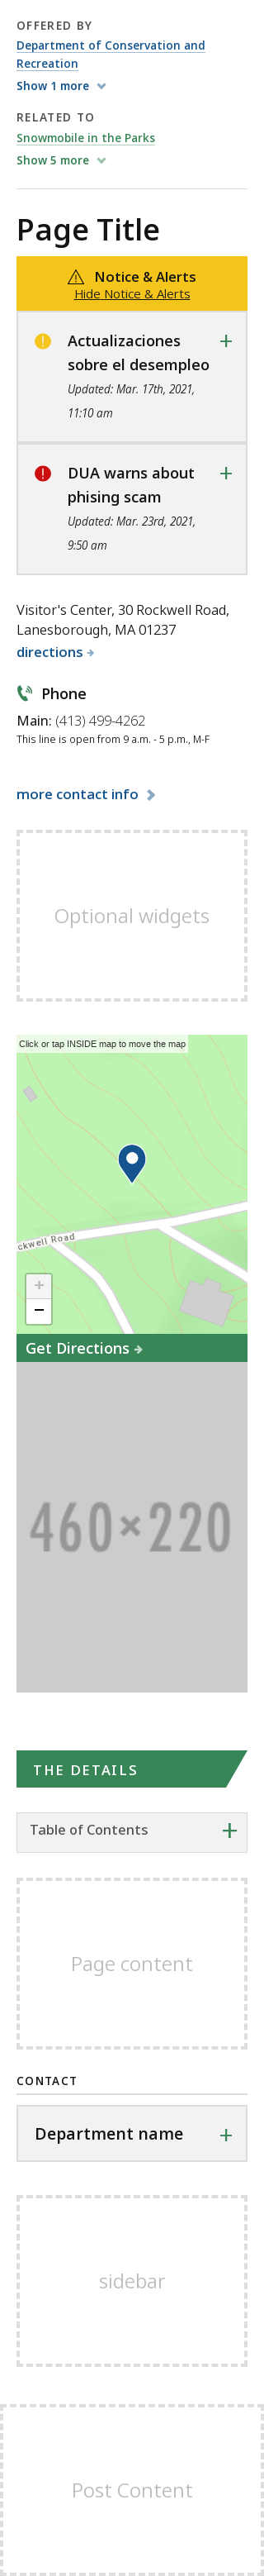 OFFERED BY
Department of Conservation and
Recreation
Show 1 more
RELATED TO
Snowmobile in the Parks
Show 5 more
Page Title
Notice & Alerts
Hide Notice & Alerts
Actualizaciones
sobre el desempleo
Updated: Mar. 17th, 2021,
11:10 am
DUA warns about
phising scam
Updated: Mar. 23rd, 2021,
9:50 am
Visitor's Center, 30 Rockwell Road,
Lanesborough, MA 01237
directions
Phone
Main: (413) 499-4262
This line is open from 9 a.m. - 5 p.m., M-F
more contact info
Optional widgets
Click or tap INSIDE map to move the map
ckwell Road
+
−
Get Directions
460×220
THE DETAILS
Table of Contents
Page content
CONTACT
Department name
sidebar
Post Content